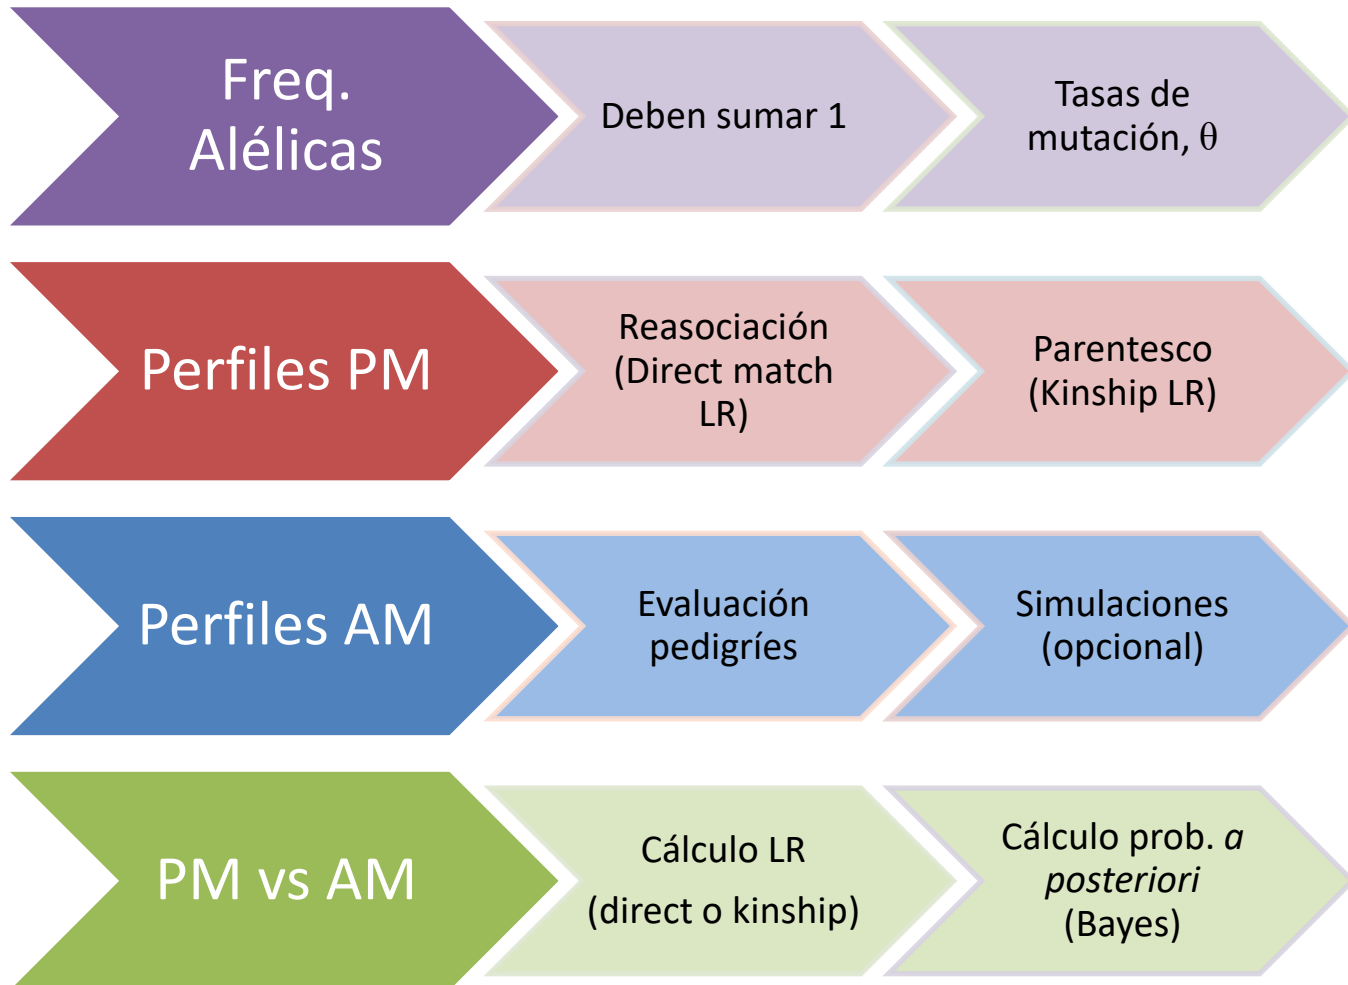 Freq.
Alélicas
Deben sumar 1
Tasas de
mutación, θ
Perfiles PM
Reasociación
(Direct match
LR)
Parentesco
(Kinship LR)
Perfiles AM
Evaluación
pedigríes
Simulaciones
(opcional)
PM vs AM
Cálculo LR
(direct o kinship)
Cálculo prob. a
posteriori
(Bayes)